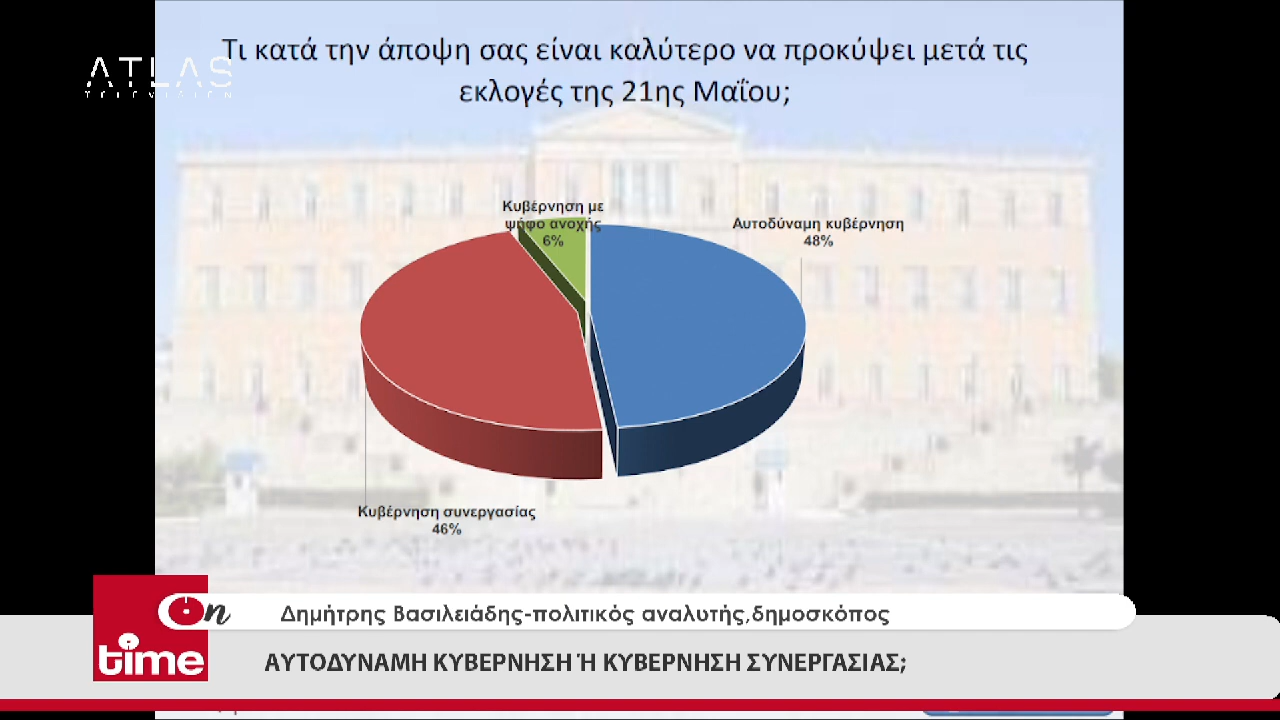 Τι κατά την άποψη σας είναι καλύτερο να προκύψει μετά τις
εκλογές της 21ης Μαΐου;
ATLAS
TELEVISION
Κυβέρνηση με
ψήφο ανοχής
6%
Αυτοδύναμη κυβέρνηση
48%
Κυβέρνηση συνεργασίας
46%
On
time
Δημήτρης Βασιλειάδης-πολιτικός αναλυτής,δημοσκόπος
ΑΥΤΟΔΥΝΑΜΗ ΚΥΒΕΡΝΗΣΗ Ή ΚΥΒΕΡΝΗΣΗ ΣΥΝΕΡΓΑΣΙΑΣ;